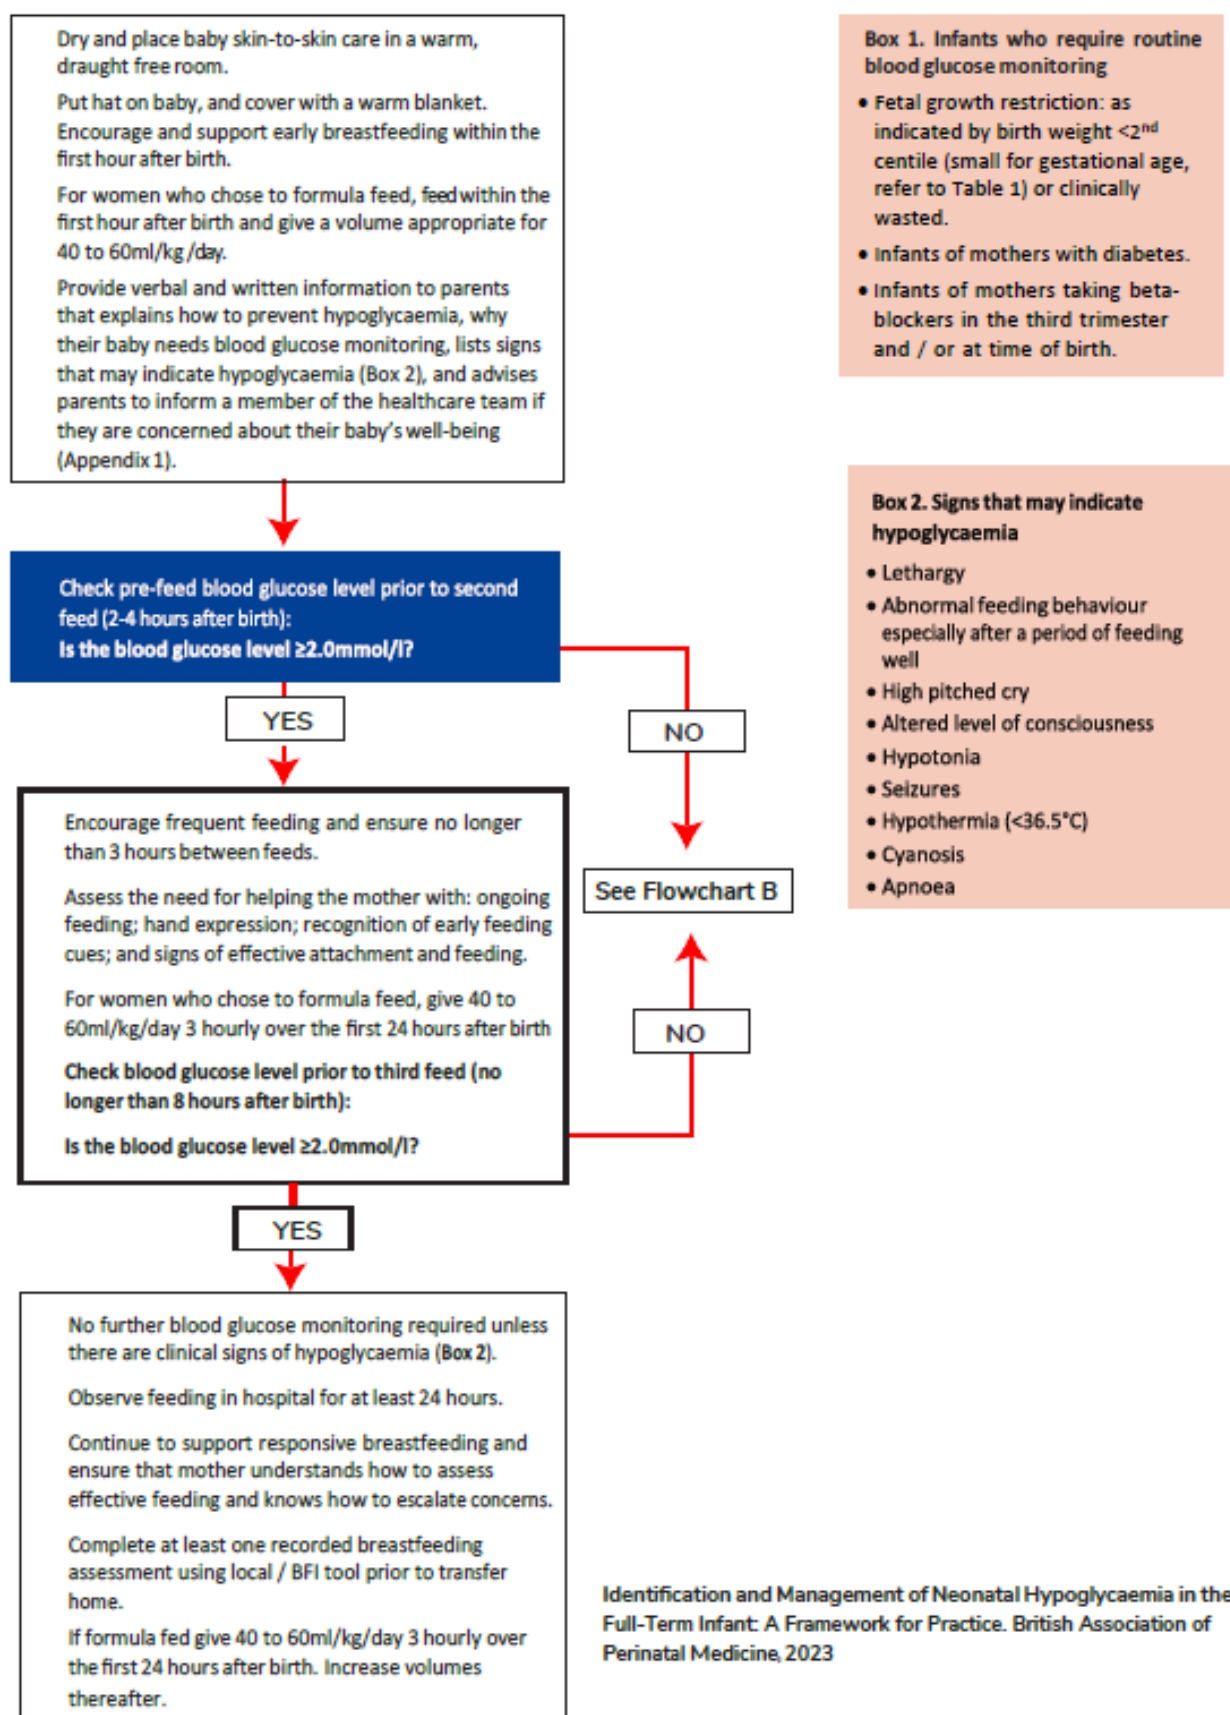 Dry and place baby skin-to-skin care in a warm,
draught free room.
Put hat on baby, and cover with a warm blanket.
Encourage and support early breastfeeding within the
first hour after birth.
For women who chose to formula feed, feed within the
first hour after birth and give a volume appropriate for
40 to 60ml/kg/day.
Provide verbal and written information to parents
that explains how to prevent hypoglycaemia, why
their baby needs blood glucose monitoring, lists signs
that may indicate hypoglycaemia (Box 2), and advises
parents to inform a member of the healthcare team if
they are concerned about their baby's well-being
(Appendix 1).
Box 1. Infants who require routine
blood glucose monitoring
• Fetal growth restriction: as
indicated by birth weight <2nd
centile (small for gestational age,
refer to Table 1) or clinically
wasted.
• Infants of mothers with diabetes.
• Infants of mothers taking beta-
blockers in the third trimester
and / or at time of birth.
Box 2. Signs that may indicate
hypoglycaemia
• Lethargy
• Abnormal feeding behaviour
especially after a period of feeding
well
• High pitched cry
• Altered level of consciousness
• Hypotonia
• Seizures
• Hypothermia (<36.5°C)
• Cyanosis
• Apnoea
Check pre-feed blood glucose level prior to second
feed (2-4 hours after birth):
Is the blood glucose level ≥2.0mmol/l?
YES
NO
See Flowchart B
Encourage frequent feeding and ensure no longer
than 3 hours between feeds.
Assess the need for helping the mother with: ongoing
feeding; hand expression; recognition of early feeding
cues; and signs of effective attachment and feeding.
For women who chose to formula feed, give 40 to
60ml/kg/day 3 hourly over the first 24 hours after birth
Check blood glucose level prior to third feed (no
longer than 8 hours after birth):
Is the blood glucose level ≥2.0mmol/l?
NO
YES
No further blood glucose monitoring required unless
there are clinical signs of hypoglycaemia (Box 2).
Observe feeding in hospital for at least 24 hours.
Continue to support responsive breastfeeding and
ensure that mother understands how to assess
effective feeding and knows how to escalate concerns.
Complete at least one recorded breastfeeding
assessment using local / BFI tool prior to transfer
home.
If formula fed give 40 to 60ml/kg/day 3 hourly over
the first 24 hours after birth. Increase volumes
thereafter.
Identification and Management of Neonatal Hypoglycaemia in the
Full-Term Infant: A Framework for Practice. British Association of
Perinatal Medicine, 2023